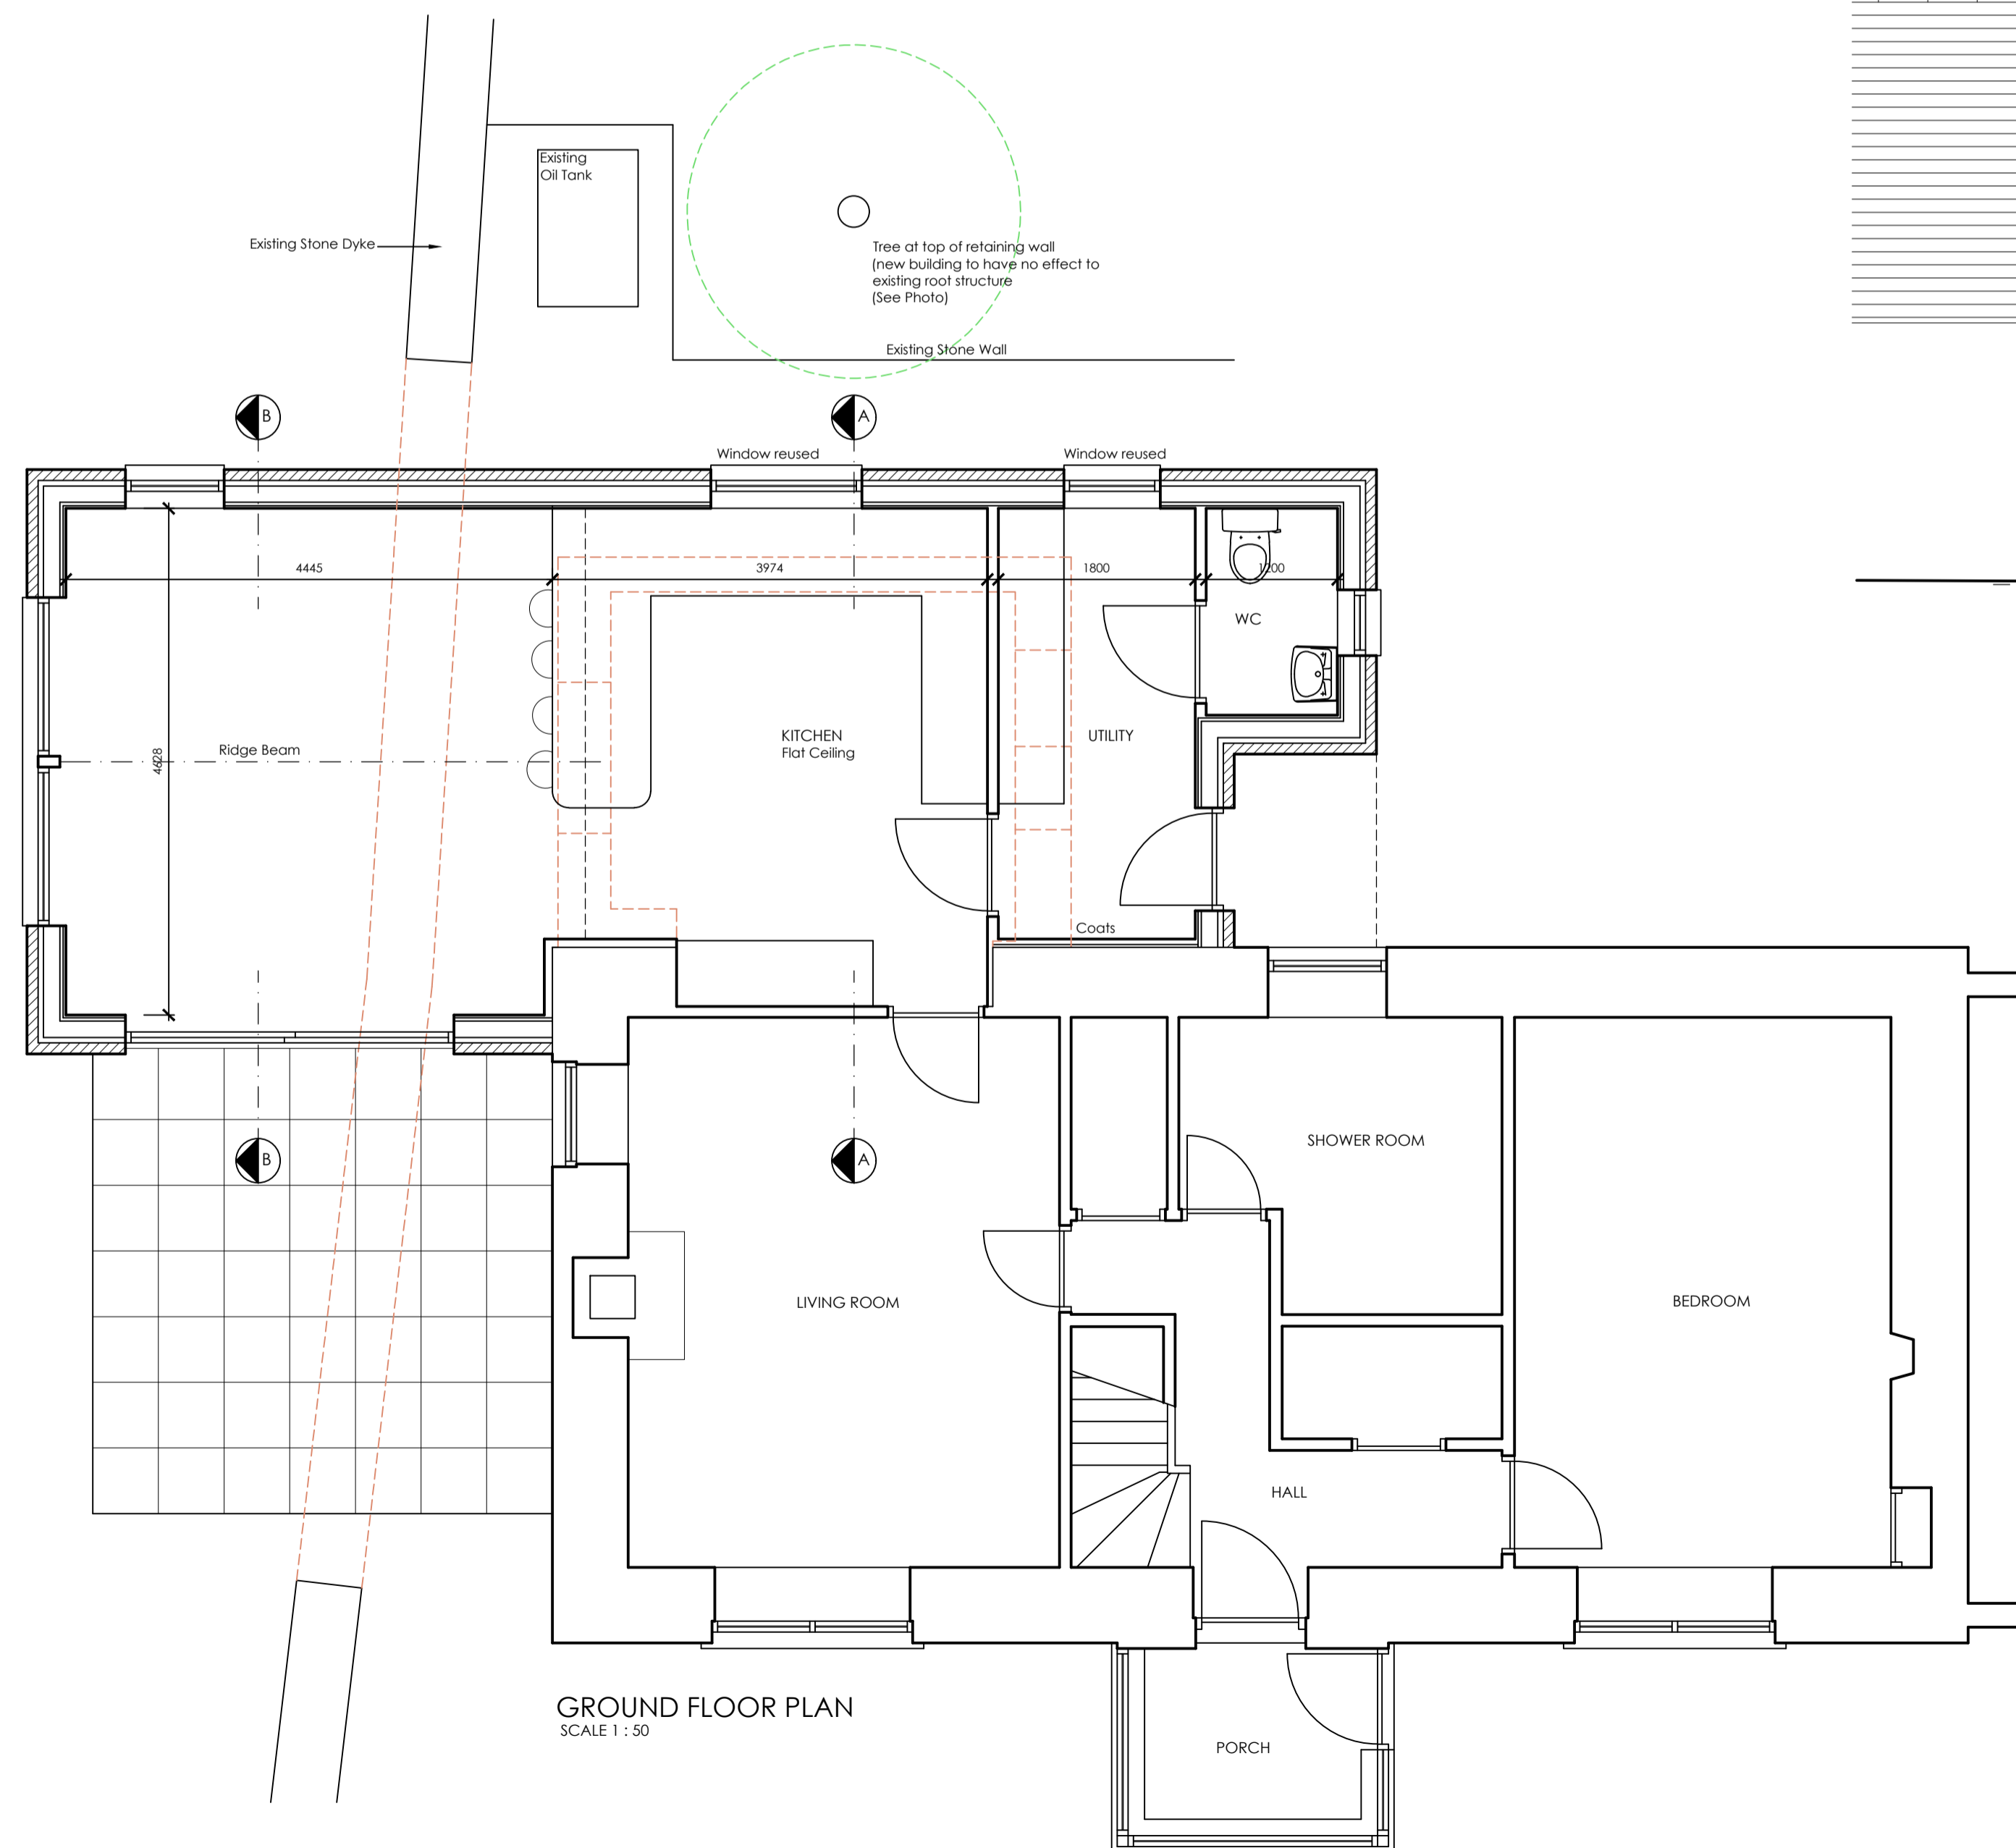 Existing
Oil Tank
Existing Stone Dyke
Tree at top of retaining wall
(new building to have no effect to
existing root structure
(See Photo)
Existing Stone Wall
B
A
Window reused
Window reused
4445
3974
1800
1200
WC
4628
Ridge Beam
KITCHEN
Flat Ceiling
UTILITY
Coats
B
A
SHOWER ROOM
LIVING ROOM
BEDROOM
HALL
GROUND FLOOR PLAN
SCALE 1 : 50
PORCH